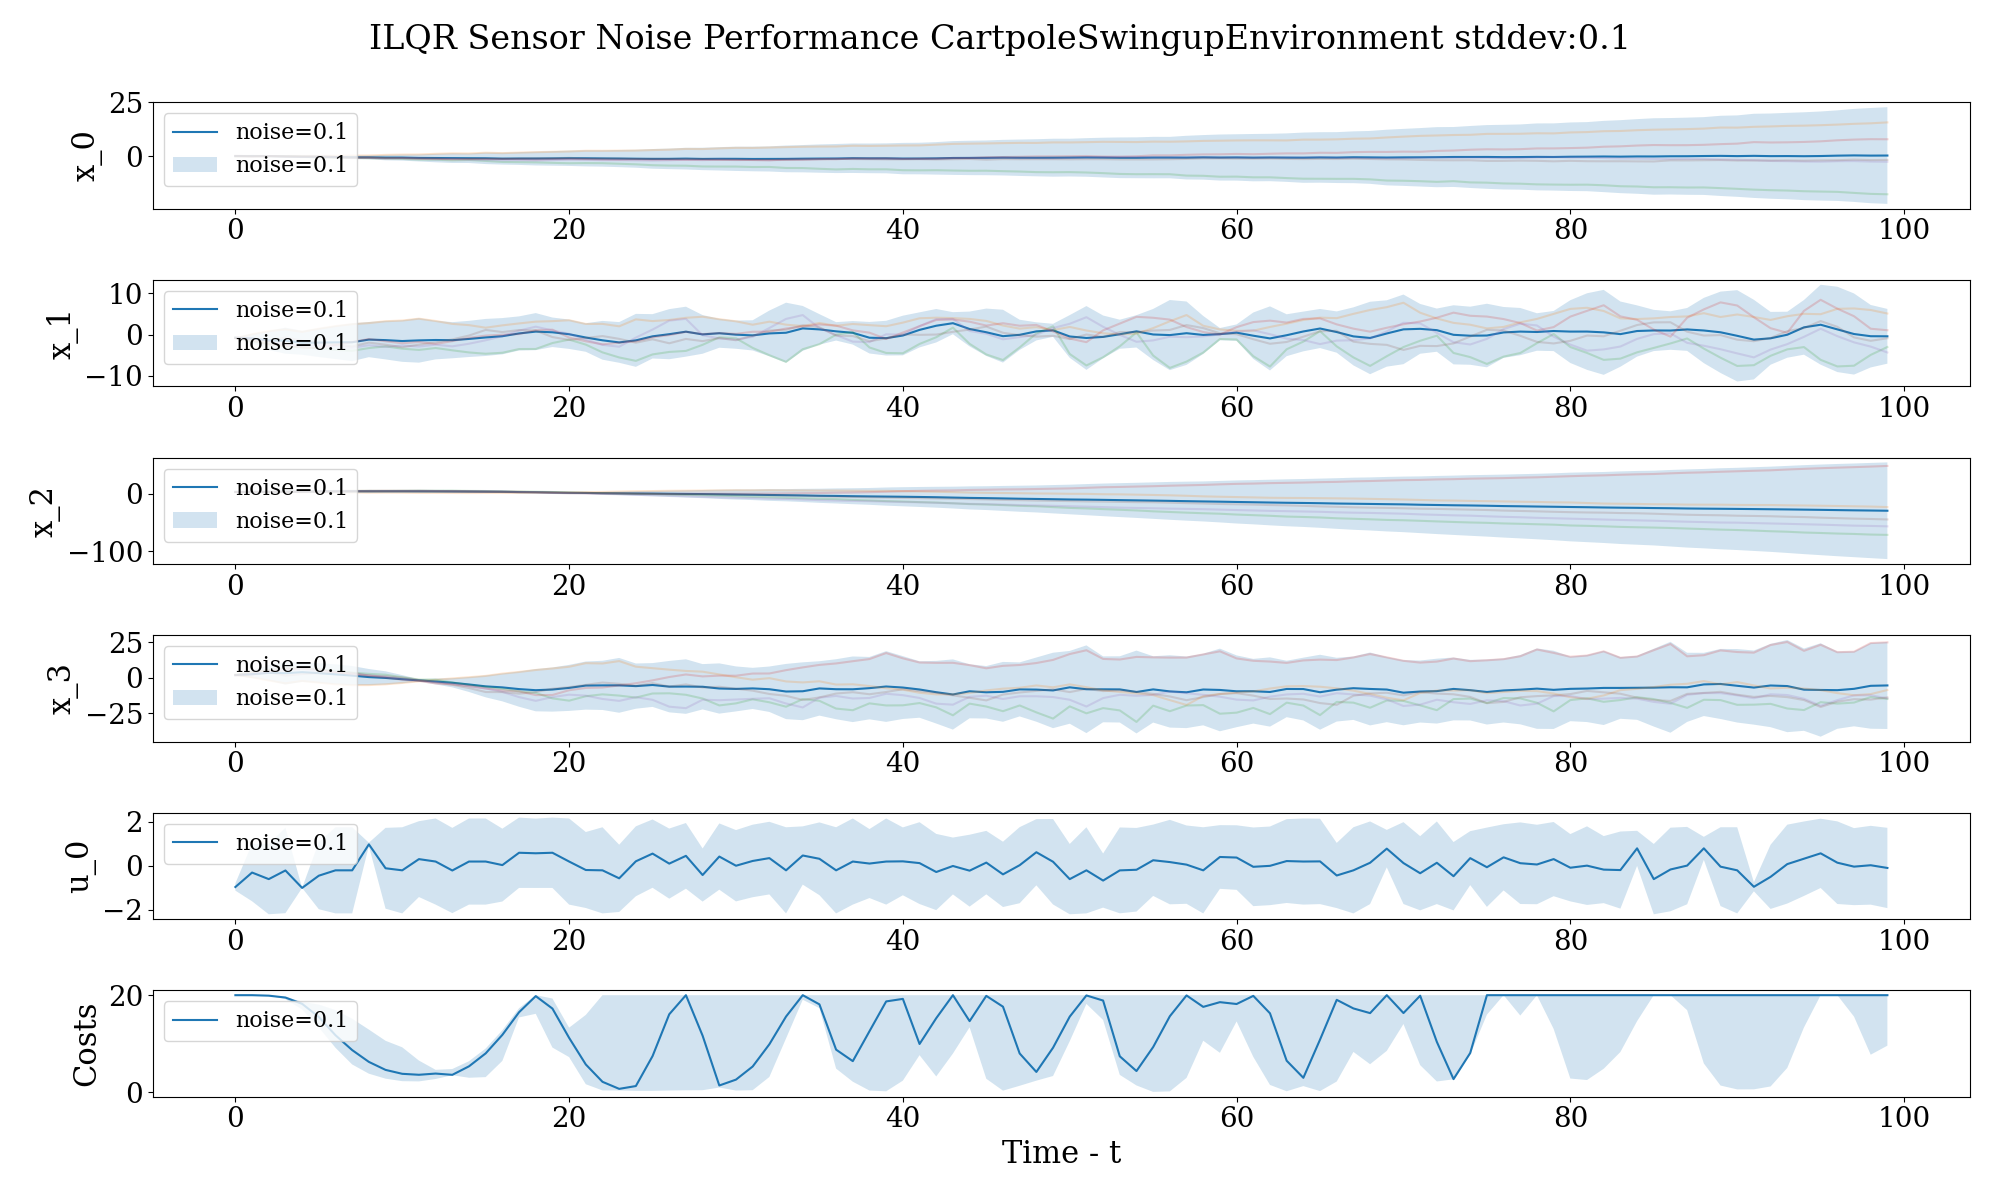 ILQR Sensor Noise Performance CartpoleSwingupEnvironment stddev:0.1
x_0
25
0
noise=0.1
noise=0.1
0 20 40 60 80 100
x_1
10
0
−10
noise=0.1
noise=0.1
0 20 40 60 80 100
x_2
0
−100
noise=0.1
noise=0.1
0 20 40 60 80 100
x_3
25
0
−25
noise=0.1
noise=0.1
0 20 40 60 80 100
u_0
2
0
−2
noise=0.1
0 20 40 60 80 100
Costs
20
0
noise=0.1
0 20 40 60 80 100
Time - t